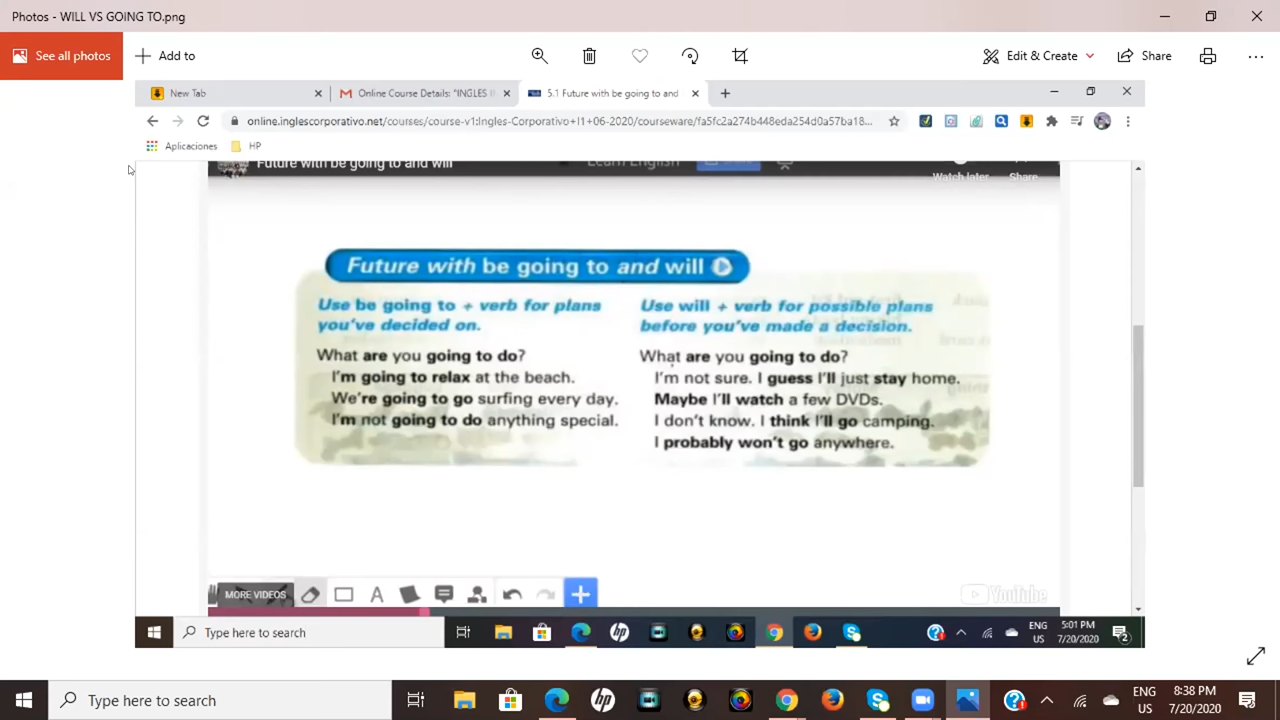 Photos - WILL VS GOING TO.png
See all photos
Add to
Edit & Create
Share
New Tab
Online Course Details: "INGLES I
5.1 Future with be going to and
online.inglescorporativo.net/courses/course-v1:Ingles-Corporativo+I1+06-2020/courseware/fa5fc2a274b448eda254d0a57ba18...
Aplicaciones
HP
Future with be going to and will
Learn English
Watch later
Share
Future with be going to and will
Use be going to + verb for plans
you've decided on.
What are you going to do?
I'm going to relax at the beach.
We're going to go surfing every day.
I'm not going to do anything special.
Use will + verb for possible plans
before you've made a decision.
What are you going to do?
I'm not sure. I guess I'll just stay home.
Maybe I'll watch a few DVDs.
I don't know. I think I'll go camping.
I probably won't go anywhere.
MORE VIDEOS
YouTube
Type here to search
ENG
US
5:01 PM
7/20/2020
2
Type here to search
ENG
US
8:38 PM
7/20/2020
3